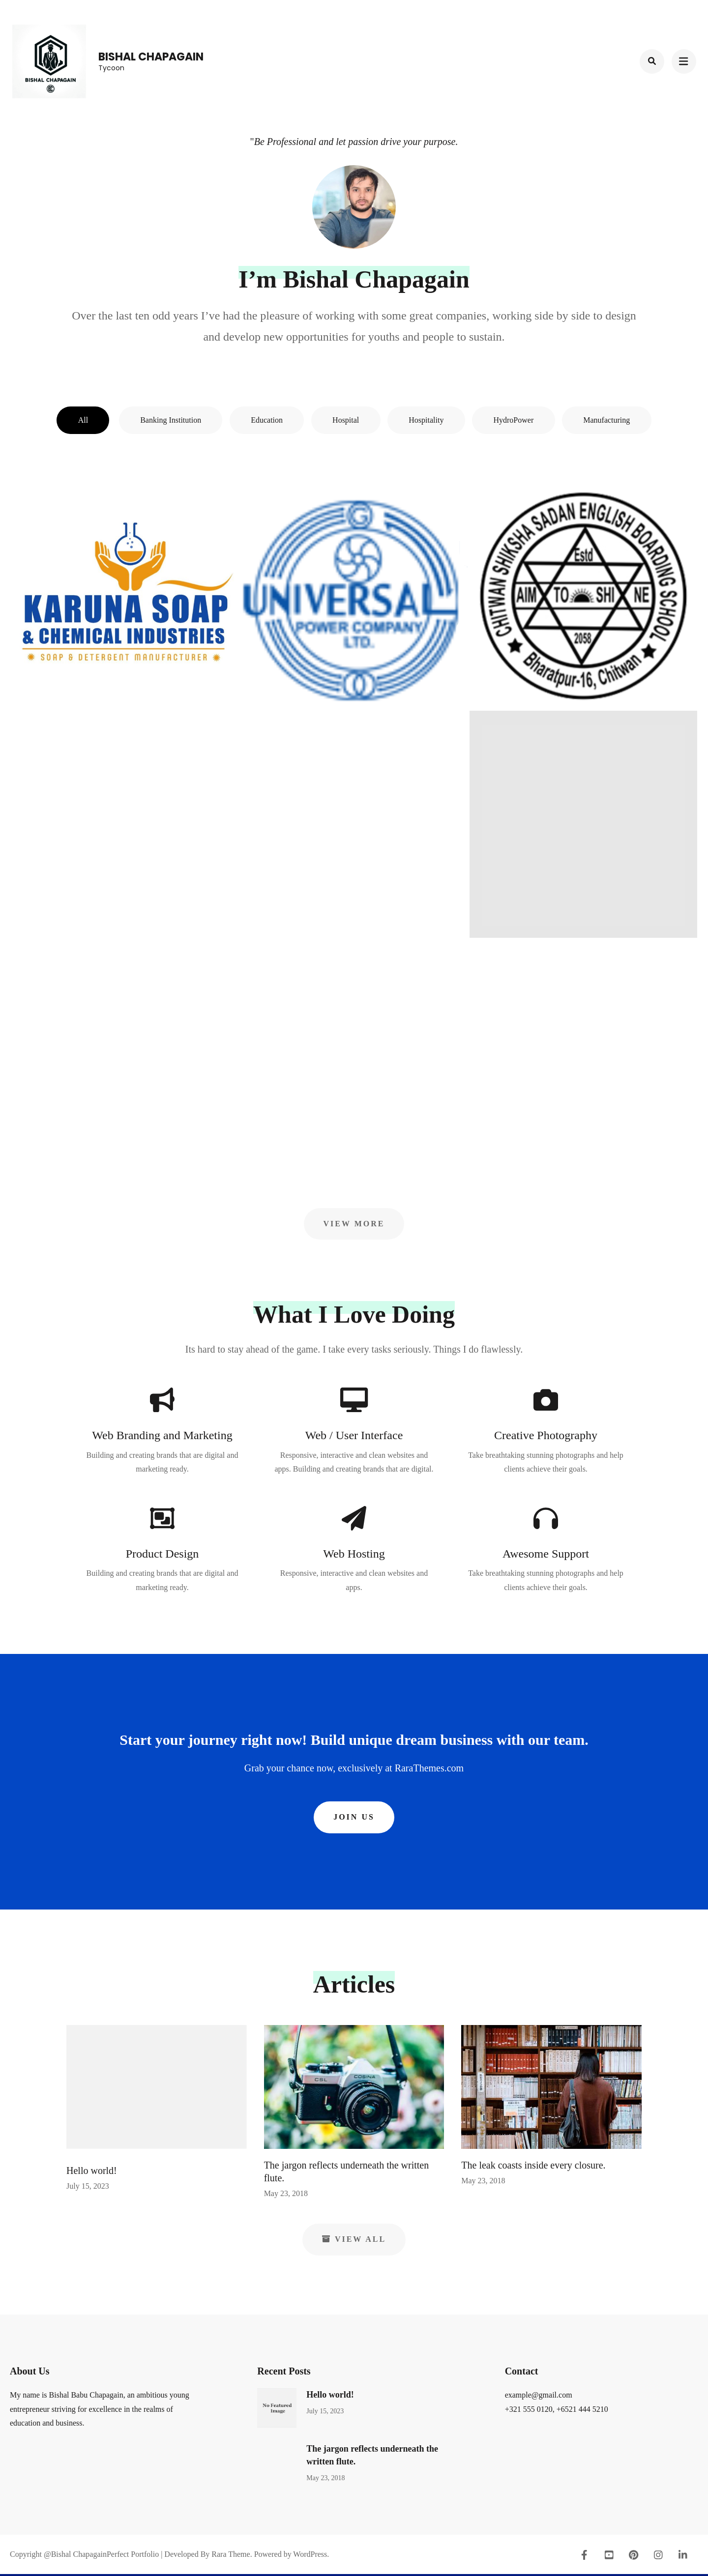 BISHAL CHAPAGAIN
BISHAL CHAPAGAIN
Tycoon
"Be Professional and let passion drive your purpose.
I’m Bishal Chapagain
Over the last ten odd years I’ve had the pleasure of working with some great companies, working side by side to design
and develop new opportunities for youths and people to sustain.
All
Banking Institution
Education
Hospital
Hospitality
HydroPower
Manufacturing
KARUNA SOAP
& CHEMICAL INDUSTRIES
SOAP & DETERGENT MANUFACTURER
UNIVERSAL
POWER COMPANY
LTD.
CHITWAN SHIKSHA SADAN ENGLISH BOARDING SCHOOL
Estd
AIM TO SHINE
2058
Bharatpur-16, Chitwan
VIEW MORE
What I Love Doing
Its hard to stay ahead of the game. I take every tasks seriously. Things I do flawlessly.
Web Branding and Marketing
Building and creating brands that are digital and
marketing ready.
Web / User Interface
Responsive, interactive and clean websites and
apps. Building and creating brands that are digital.
Creative Photography
Take breathtaking stunning photographs and help
clients achieve their goals.
Product Design
Building and creating brands that are digital and
marketing ready.
Web Hosting
Responsive, interactive and clean websites and
apps.
Awesome Support
Take breathtaking stunning photographs and help
clients achieve their goals.
Start your journey right now! Build unique dream business with our team.
Grab your chance now, exclusively at RaraThemes.com
JOIN US
Articles
Hello world!
July 15, 2023
CSL
COSINA
The jargon reflects underneath the written
flute.
May 23, 2018
The leak coasts inside every closure.
May 23, 2018
VIEW ALL
About Us
My name is Bishal Babu Chapagain, an ambitious young
entrepreneur striving for excellence in the realms of
education and business.
Recent Posts
No Featured
Image
Hello world!
July 15, 2023
The jargon reflects underneath the
written flute.
May 23, 2018
Contact
example@gmail.com
+321 555 0120, +6521 444 5210
Copyright @Bishal ChapagainPerfect Portfolio | Developed By Rara Theme. Powered by WordPress.